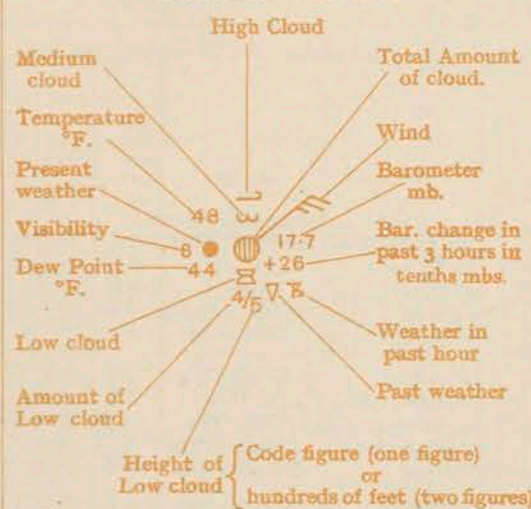 High Cloud
Medium
cloud
Total Amount
of cloud.
Temperature
°F.
Wind
Present
weather
Barometer
mb.
48
Visibility
8
17.7
Bar. change in
past 3 hours in
tenths mbs.
+26
Dew Point
°F.
44
4/5
Low cloud
Weather in
past hour
Amount of
Low cloud
Past weather
Height of
Low cloud
Code figure (one figure)
or
hundreds of feet (two figures)